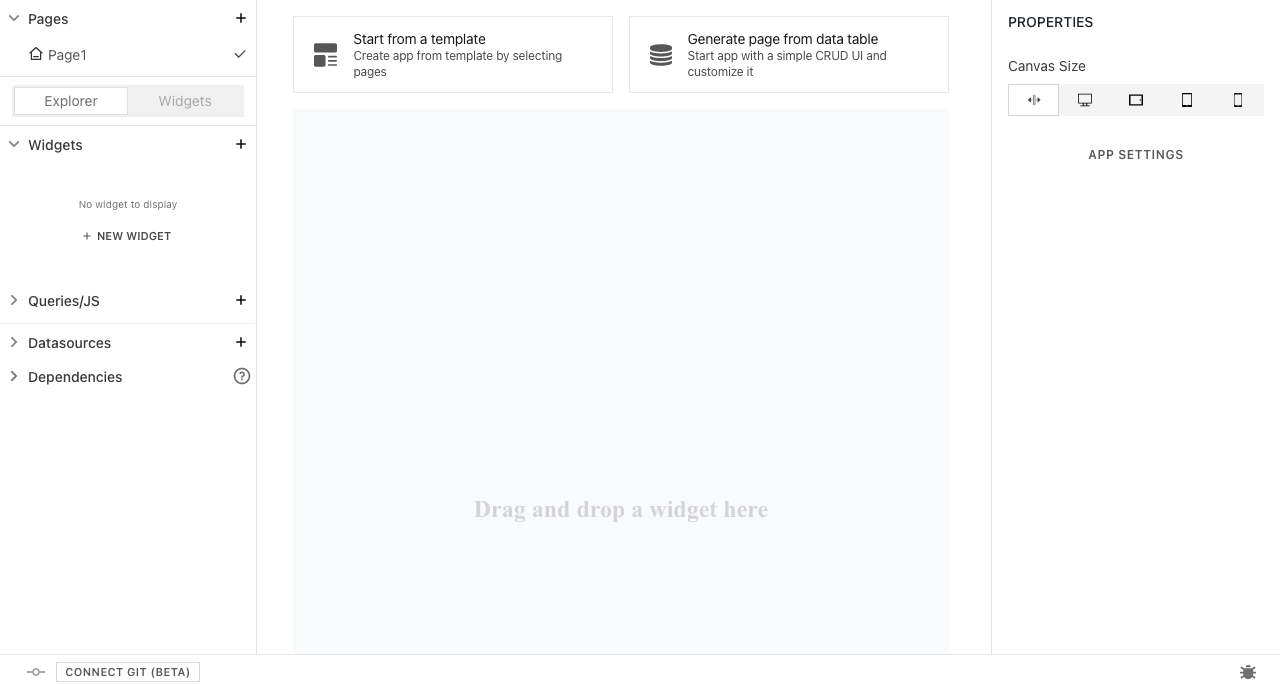 Pages
Page1
Explorer
Widgets
Widgets
No widget to display
NEW WIDGET
Queries/JS
Datasources
Dependencies
Start from a template
Create app from template by selecting
pages
Generate page from data table
Start app with a simple CRUD UI and
customize it
Drag and drop a widget here
PROPERTIES
Canvas Size
APP SETTINGS
CONNECT GIT (BETA)